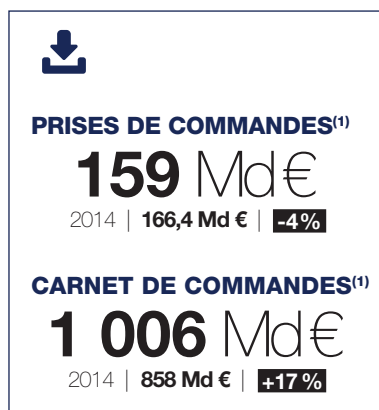 PRISES DE COMMANDES(1)
159 Md €
2014 | 166,4 Md € | -4 %
CARNET DE COMMANDES(1)
1 006 Md €
2014 | 858 Md € | +17 %